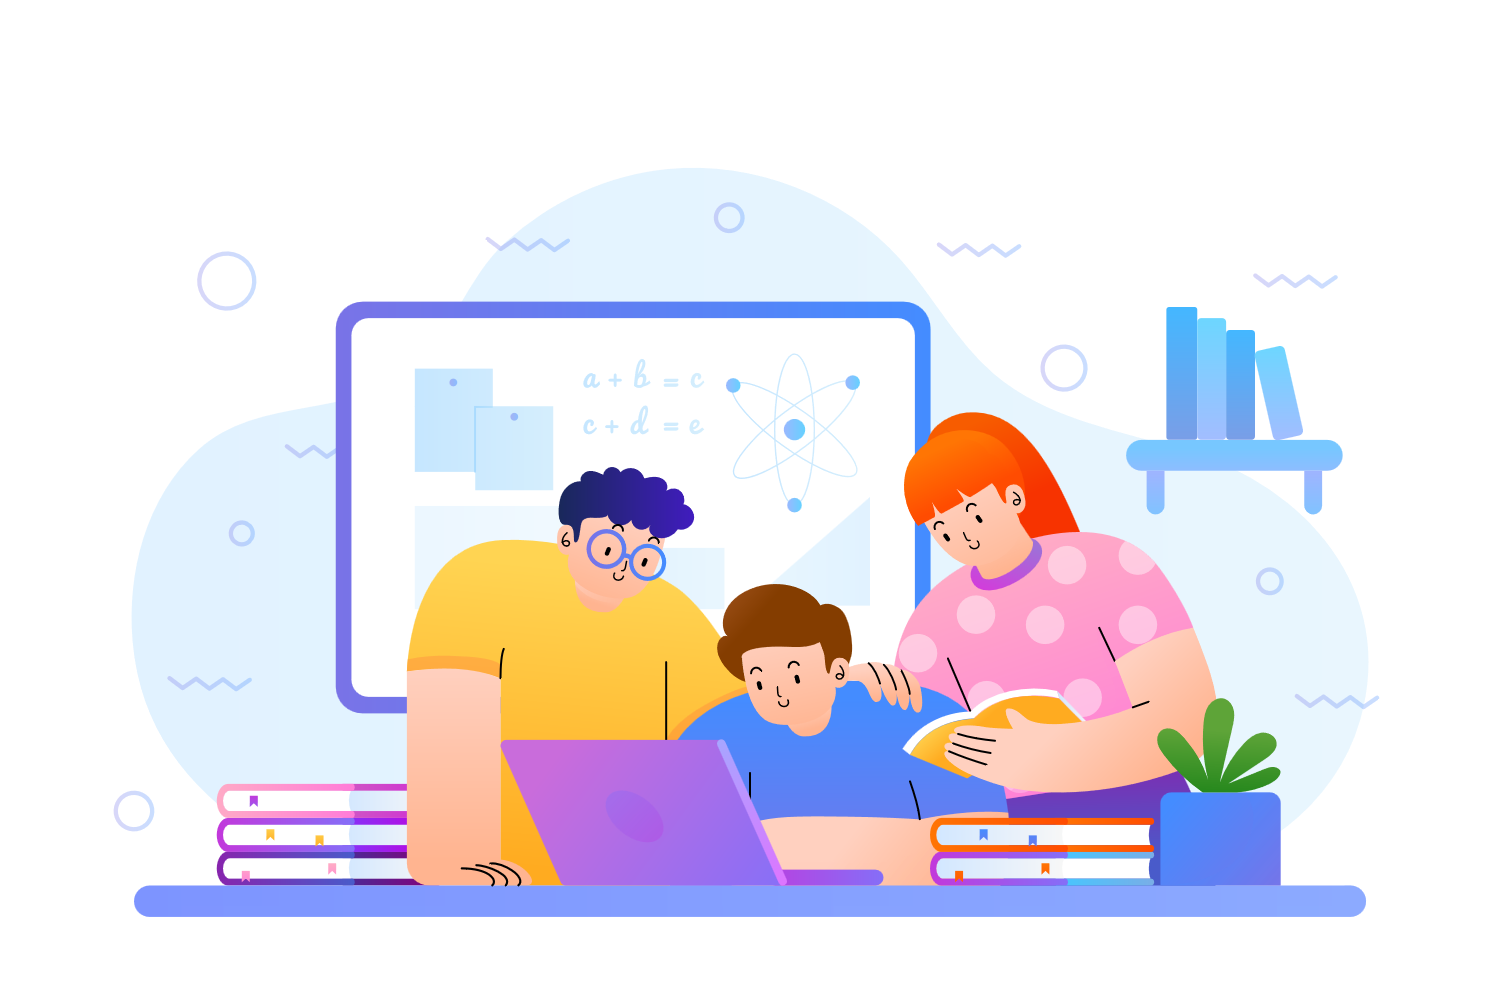 a + b = c
c + d = e